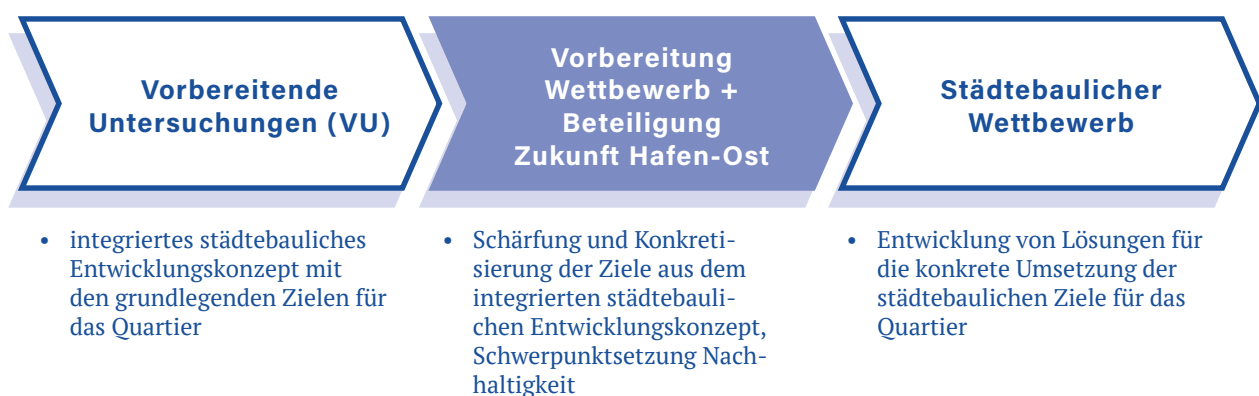 Vorbereitende
Untersuchungen (VU)
Vorbereitung
Wettbewerb +
Beteiligung
Zukunft Hafen-Ost
Städtebaulicher
Wettbewerb
• integriertes städtebauliches
Entwicklungskonzept mit
den grundlegenden Zielen für
das Quartier
• Schärfung und Konkreti-
sierung der Ziele aus dem
integrierten städtebauli-
chen Entwicklungskonzept,
Schwerpunktsetzung Nach-
haltigkeit
• Entwicklung von Lösungen für
die konkrete Umsetzung der
städtebaulichen Ziele für das
Quartier